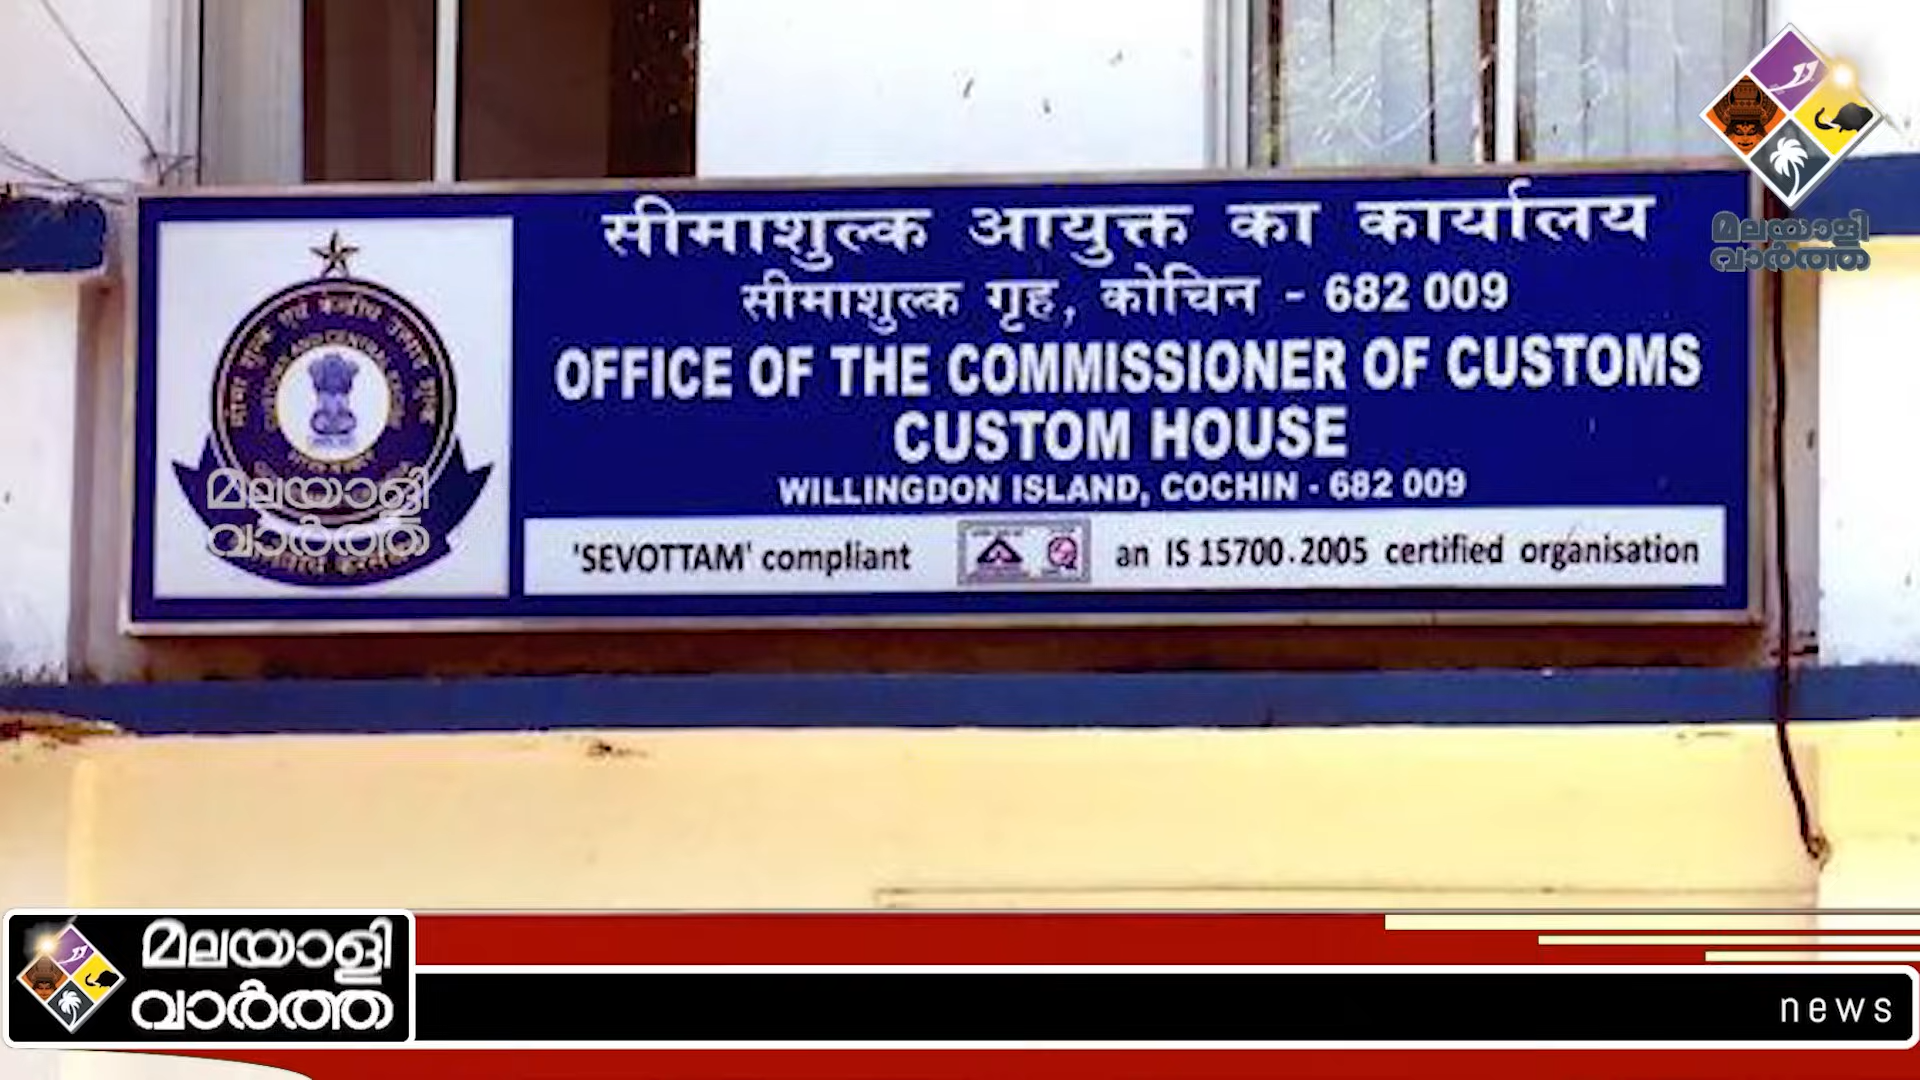 सीमाशुल्क आयुक्त का कार्यालय
सीमाशुल्क गृह, कोचिन - 682 009
OFFICE OF THE COMMISSIONER OF CUSTOMS
CUSTOM HOUSE
WILLINGDON ISLAND, COCHIN - 682 009
'SEVOTTAM' compliant an IS 15700.2005 certified organisation
മലയാളി
വാർത്ത
മലയാളി
വാർത്ത
മലയാളി
വാർത്ത
news